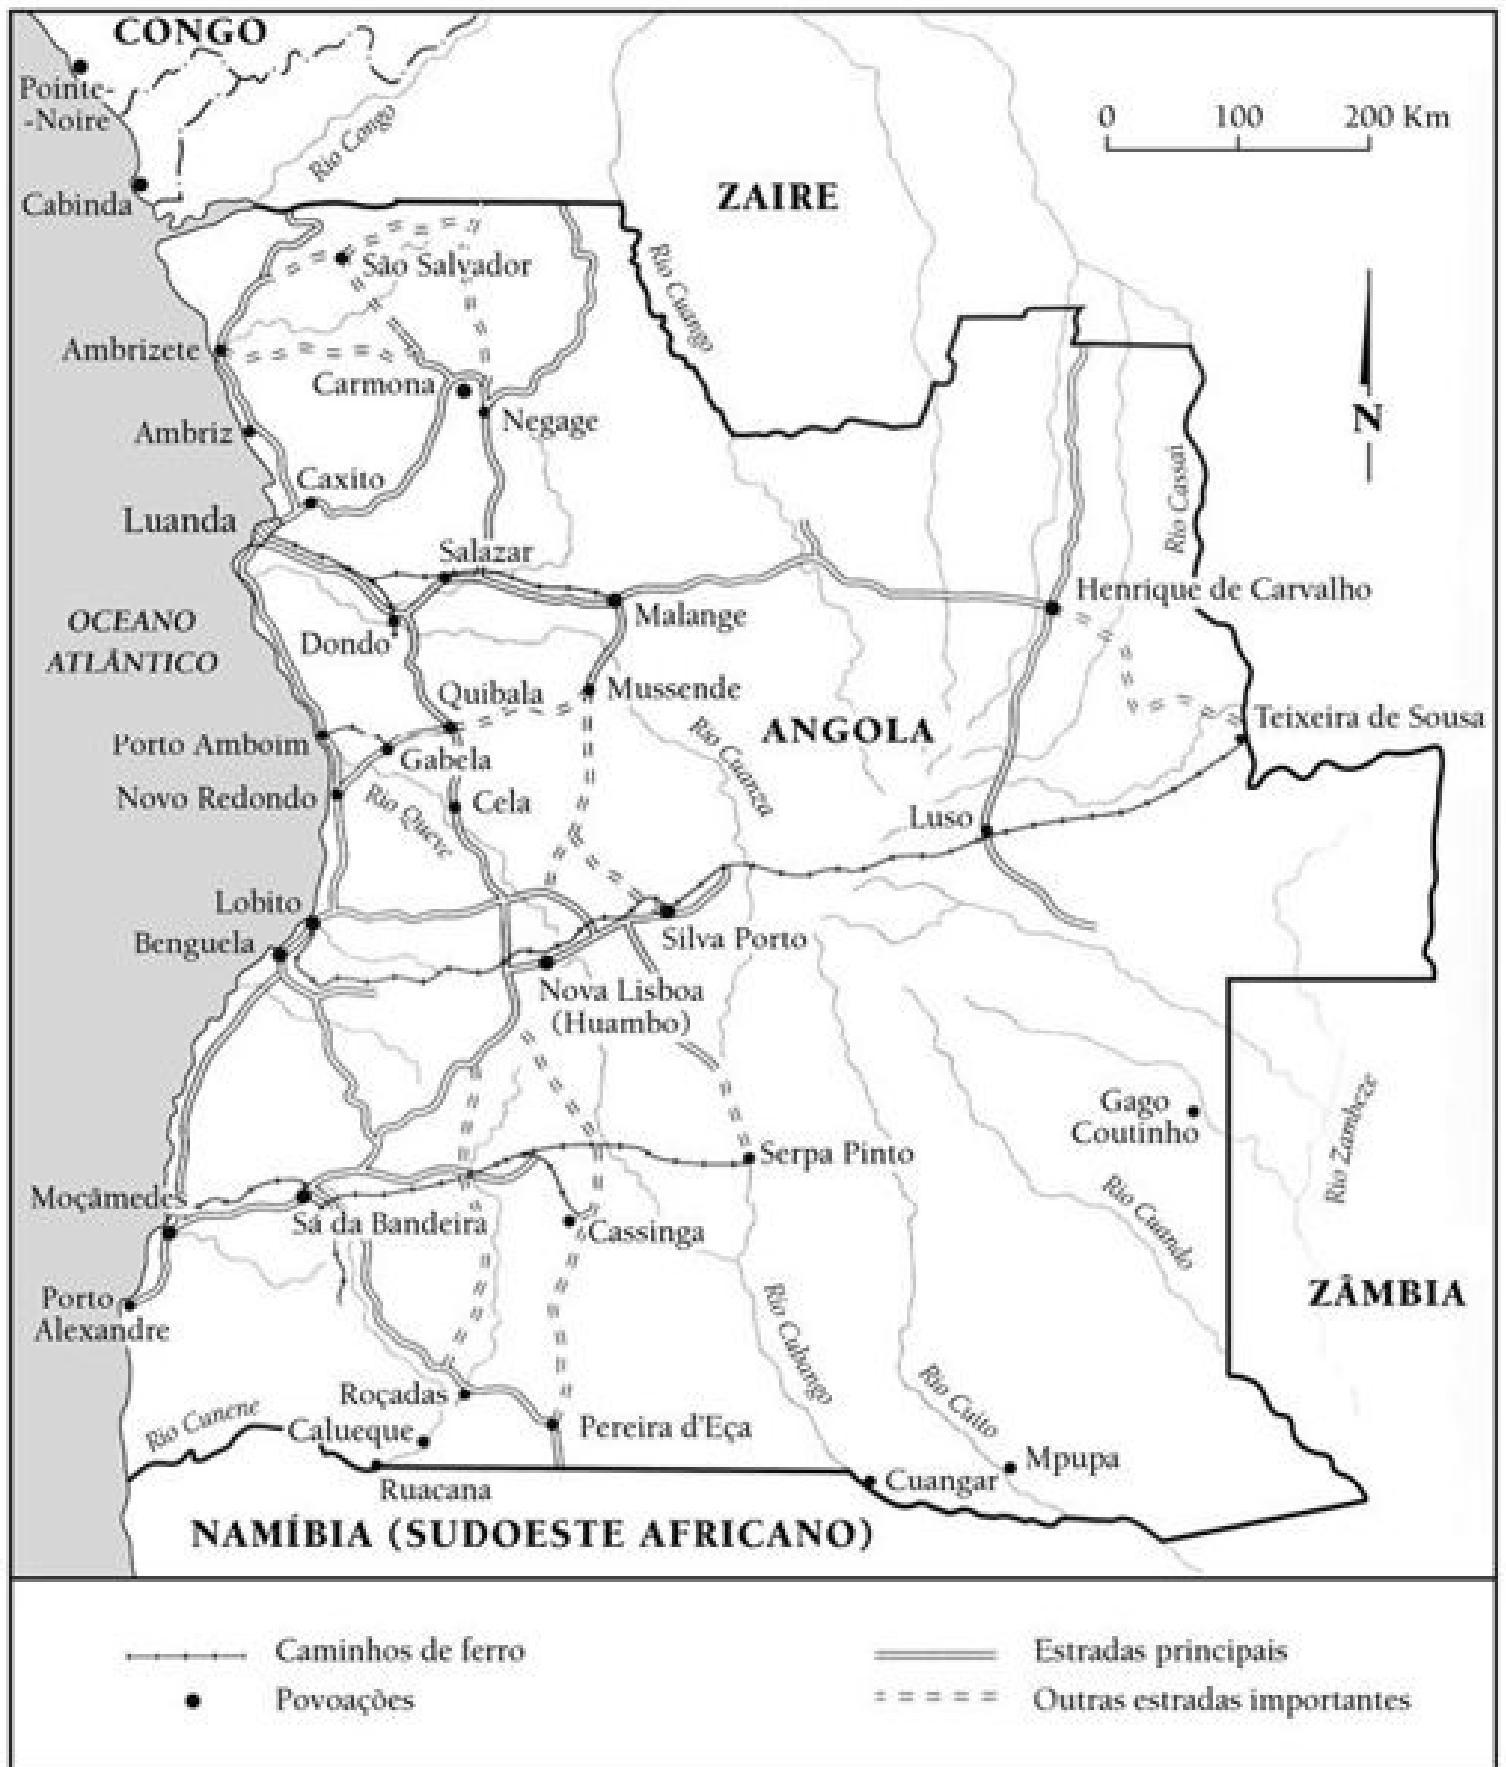 CONGO
Pointe-
-Noire
Rio Congo
0 100 200 Km
Cabinda
ZAIRE
São Salvador
Rio Cuango
Ambrizete
Carmona
N
Ambriz
Negage
Caxito
Rio Cassai
Luanda
Salazar
Henrique de Carvalho
OCEANO
ATLÂNTICO
Malange
Dondo
Quibala
Mussende
Teixeira de Sousa
Porto Amboim
Gabela
Rio Cuanza
ANGOLA
Novo Redondo
Rio Queve
Cela
Luso
Lobito
Benguela
Silva Porto
Nova Lisboa
(Huambo)
Gago
Coutinho
Rio Zambeze
Serpa Pinto
Moçâmedes
Sá da Bandeira
Cassinga
Rio Cuando
Porto
Alexandre
ZÂMBIA
Rio Cubango
Roçadas
Rio Cuito
Rio Cunene
Calueque
Pereira d'Eça
Mpupa
Ruacana
Cuangar
NAMÍBIA (SUDOESTE AFRICANO)
Caminhos de ferro
Estradas principais
Povoações
Outras estradas importantes